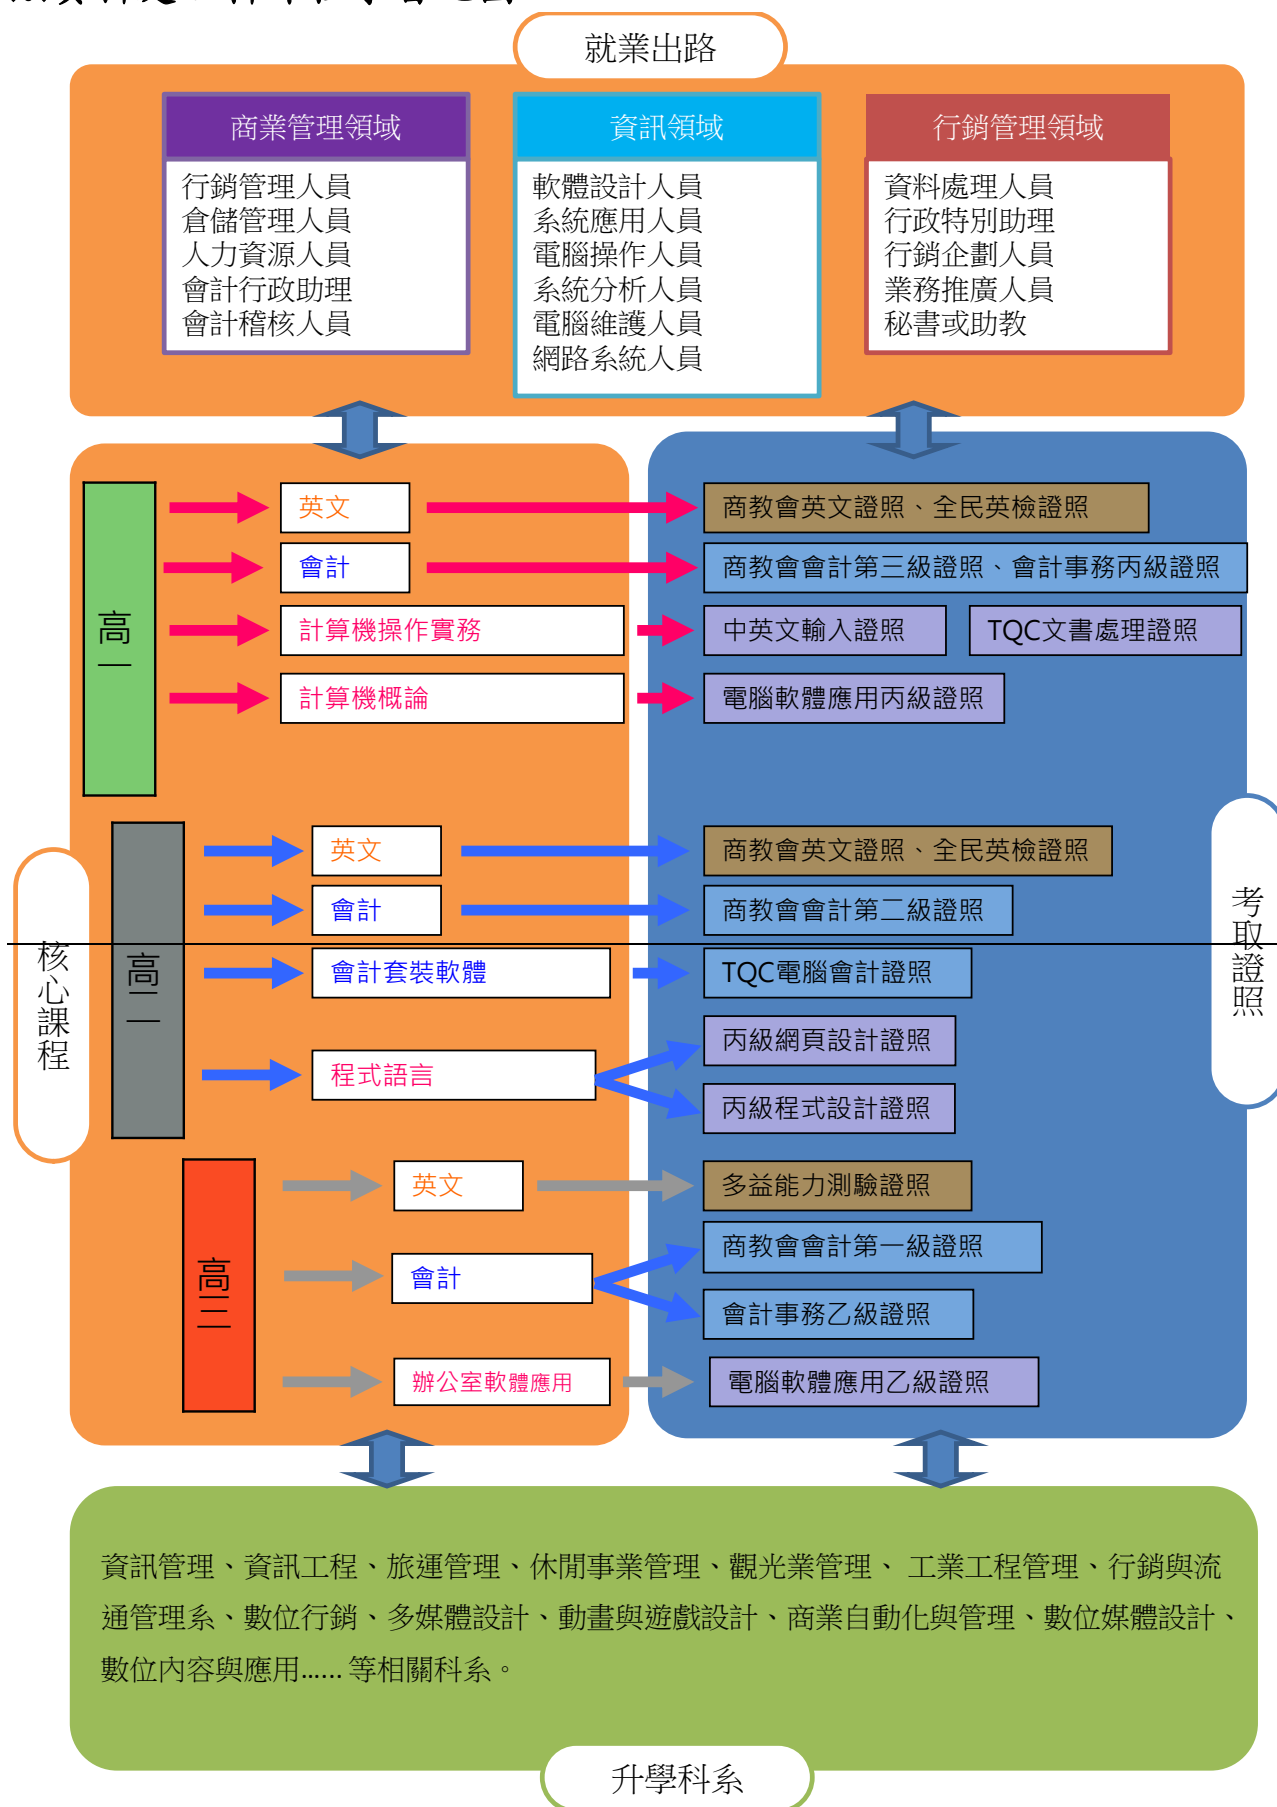 就業出路
商業管理領域
行銷管理人員
倉儲管理人員
人力資源人員
會計行政助理
會計稽核人員
資訊領域
軟體設計人員
系統應用人員
電腦操作人員
系統分析人員
電腦維護人員
網路系統人員
行銷管理領域
資料處理人員
行政特別助理
行銷企劃人員
業務推廣人員
秘書或助教
核心課程
考取證照
高一
英文
商教會英文證照、全民英檢證照
會計
商教會會計第三級證照、會計事務丙級證照
計算機操作實務
中英文輸入證照
TQC文書處理證照
計算機概論
電腦軟體應用丙級證照
高二
英文
商教會英文證照、全民英檢證照
會計
商教會會計第二級證照
會計套裝軟體
TQC電腦會計證照
程式語言
丙級網頁設計證照
丙級程式設計證照
高三
英文
多益能力測驗證照
會計
商教會會計第一級證照
會計事務乙級證照
辦公室軟體應用
電腦軟體應用乙級證照
資訊管理、資訊工程、旅運管理、休閒事業管理、觀光業管理、 工業工程管理、行銷與流
通管理系、數位行銷、多媒體設計、動畫與遊戲設計、商業自動化與管理、數位媒體設計、
數位內容與應用...... 等相關科系。
升學科系